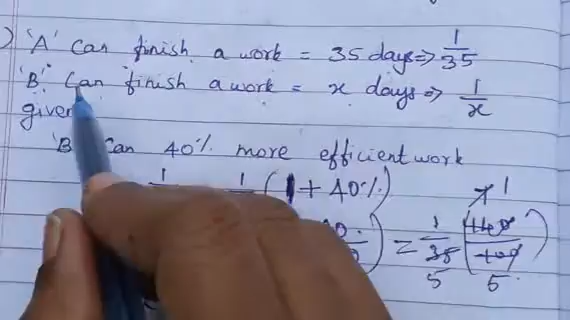 ) 'A' Can finish a work = 35 days => 1/35
'B' Can finish a work = x days => 1/x
given
'B' Can 40% more efficient work
1 1 (1 + 40%) 1
= 1/35 (140/100)
5 5